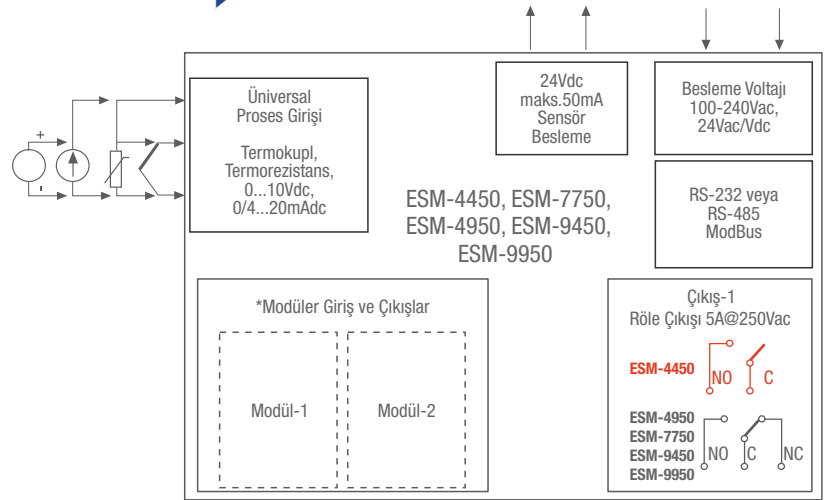 Üniversal
Proses Girişi
Termokupl,
Termorezistans,
0...10Vdc,
0/4...20mAdc
+
-
24Vdc
maks.50mA
Sensör
Besleme
Besleme Voltajı
100-240Vac,
24Vac/Vdc
RS-232 veya
RS-485
ModBus
ESM-4450, ESM-7750,
ESM-4950, ESM-9450,
ESM-9950
*Modüler Giriş ve Çıkışlar
Modül-1
Modül-2
Çıkış-1
Röle Çıkışı 5A@250Vac
ESM-4450
NO
C
ESM-4950
ESM-7750
ESM-9450
ESM-9950
NO
C
NC